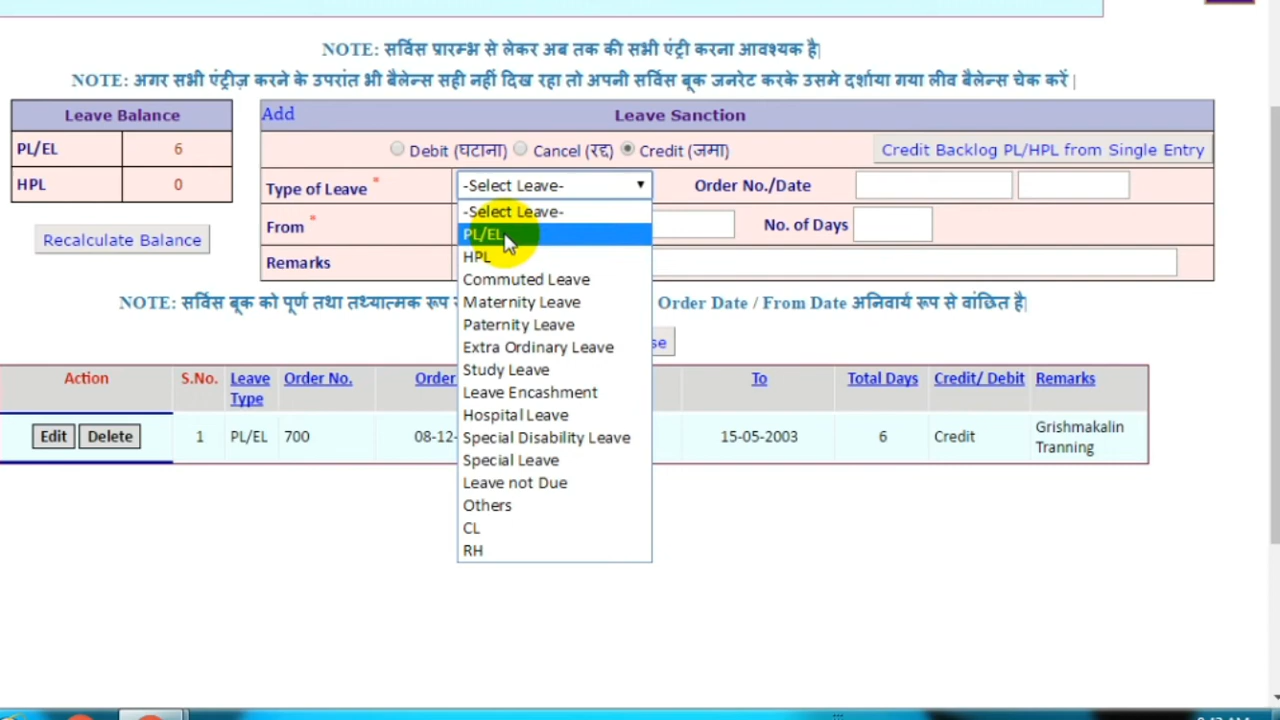 NOTE: सर्विस प्रारम्भ से लेकर अब तक की सभी एंट्री करना आवश्यक है|
NOTE: अगर सभी एंट्रीज़ करने के उपरांत भी बैलेन्स सही नहीं दिख रहा तो अपनी सर्विस बूक जनरेट करके उसमे दर्शाया गया लीव बैलेन्स चेक करें |
Leave Balance
PL/EL 6
HPL 0
Recalculate Balance
Add Leave Sanction
Debit (घटाना) Cancel (रद्द) Credit (जमा) Credit Backlog PL/HPL from Single Entry
Type of Leave * -Select Leave- Order No./Date
From * No. of Days
Remarks
-Select Leave-
PL/EL
HPL
Commuted Leave
Maternity Leave
Paternity Leave
Extra Ordinary Leave
Study Leave
Leave Encashment
Hospital Leave
Special Disability Leave
Special Leave
Leave not Due
Others
CL
RH
NOTE: सर्विस बूक को पूर्ण तथा तथ्यात्मक रूप Order Date / From Date अनिवार्य रूप से वांछित है|
Action S.No. Leave Type Order No. Order To Total Days Credit/ Debit Remarks
Edit Delete 1 PL/EL 700 08-12- 15-05-2003 6 Credit Grishmakalin Tranning